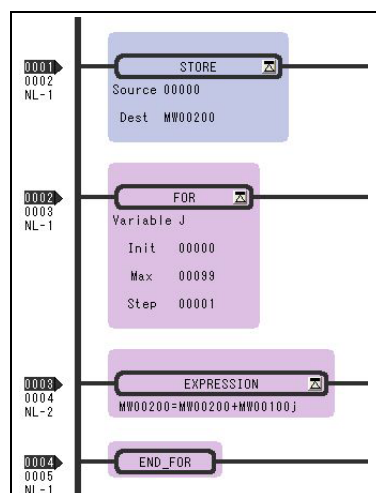 0001
0002
NL-1
STORE
Source 00000
Dest MW00200
0002
0003
NL-1
FOR
Variable J
Init 00000
Max 00099
Step 00001
0003
0004
NL-2
EXPRESSION
MW00200=MW00200+MW00100j
0004
0005
NL-1
END_FOR